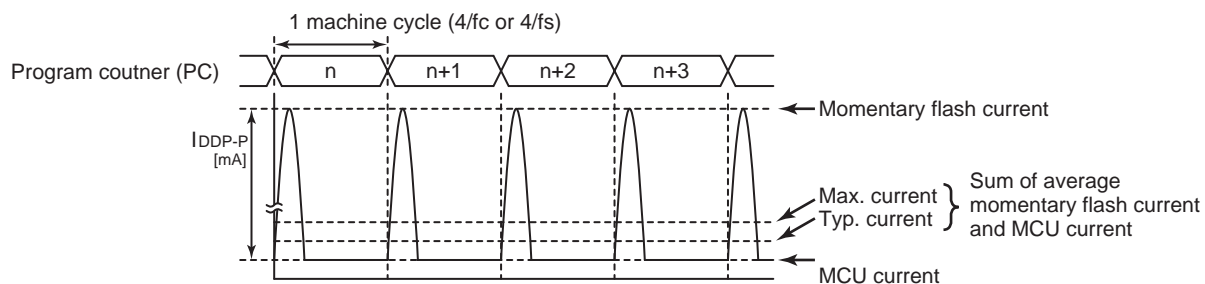 1 machine cycle (4/fc or 4/fs)
Program coutner (PC)
n
n+1
n+2
n+3
Momentary flash current
IDDP-P
[mA]
Max. current
Typ. current
Sum of average
momentary flash current
and MCU current
MCU current